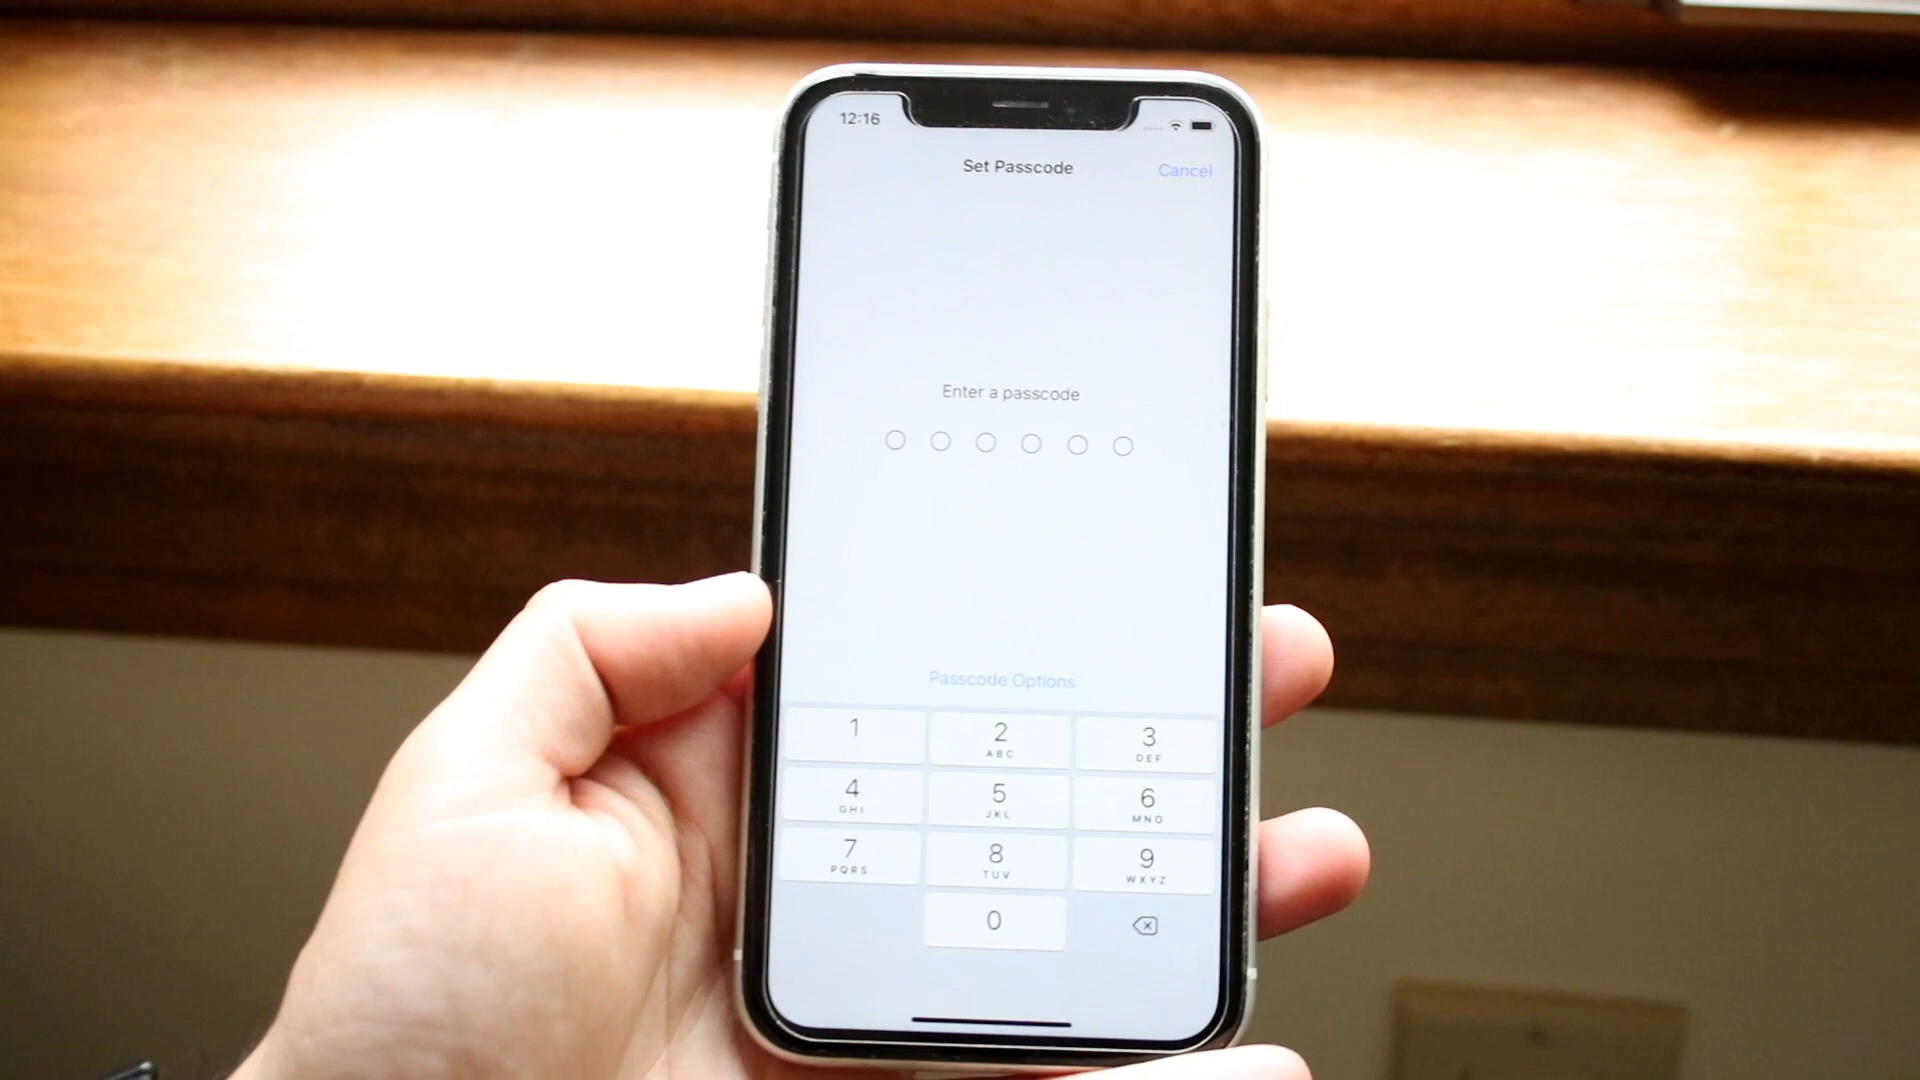 12:16
Set Passcode Cancel
Enter a passcode
Passcode Options
1 2 3
ABC DEF
4 5 6
GHI JKL MNO
7 8 9
PQRS TUV WXYZ
0